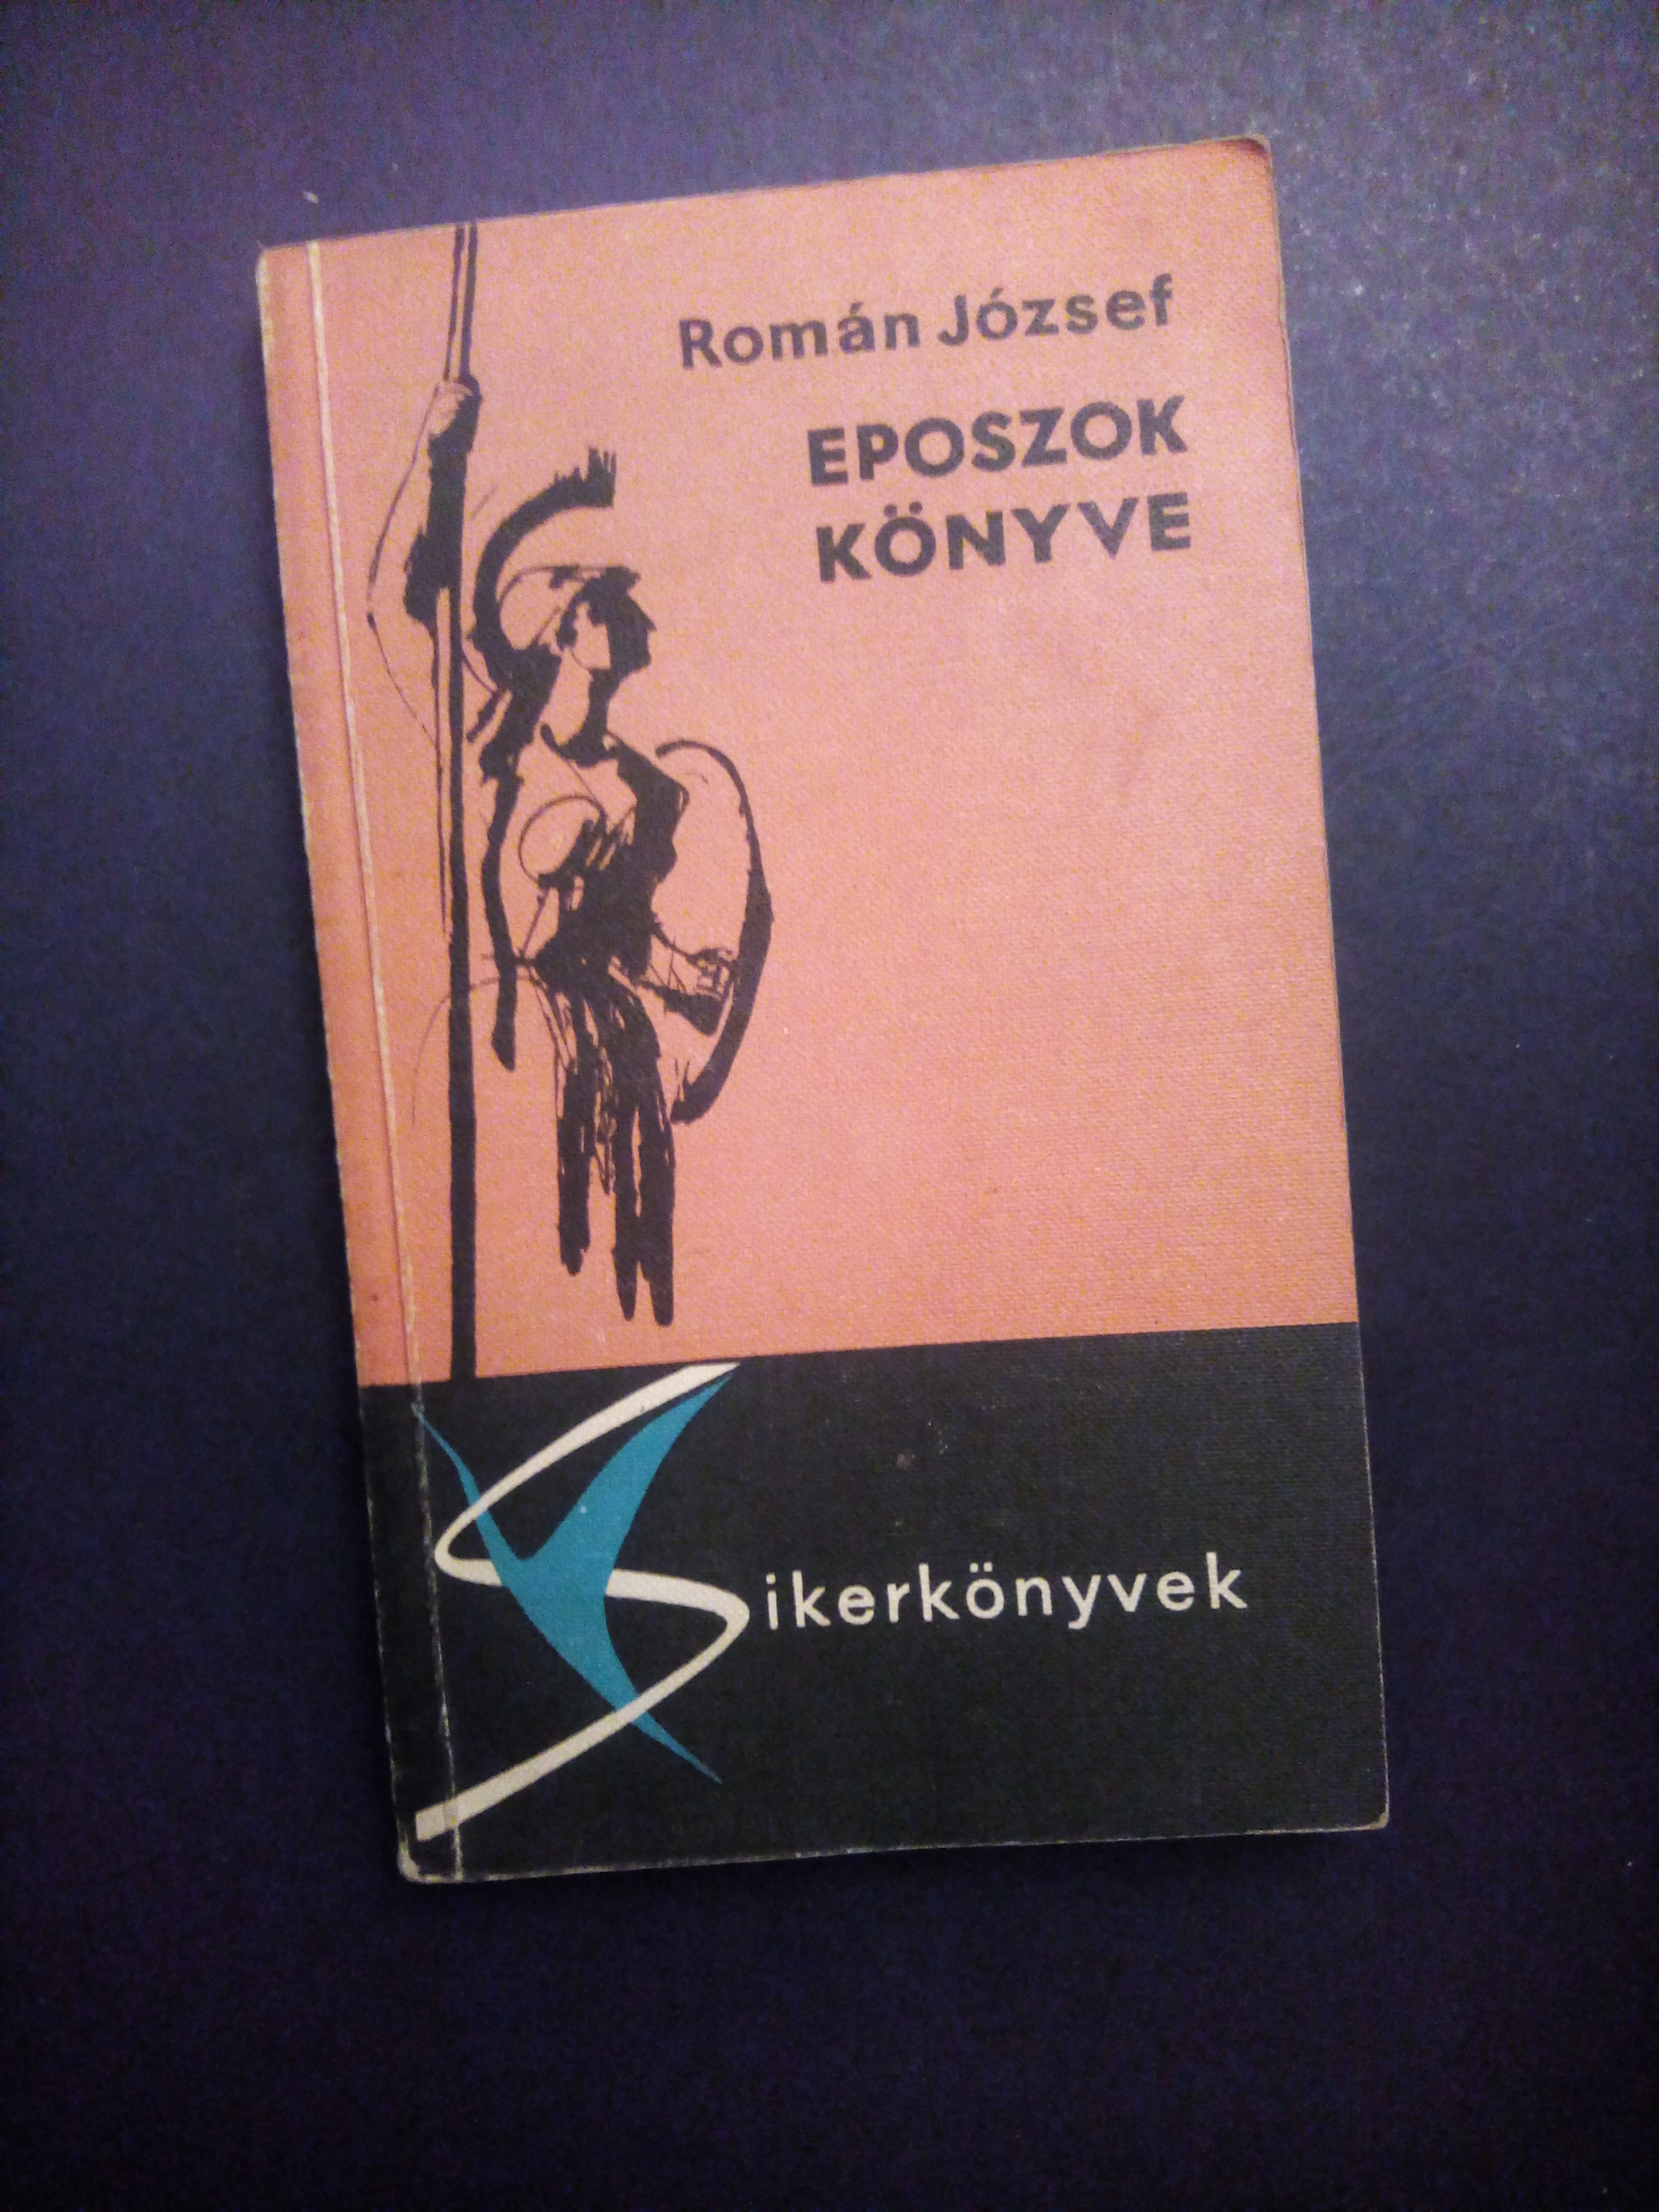 Román József
EPOSZOK
KÖNYVE
Sikerkönyvek